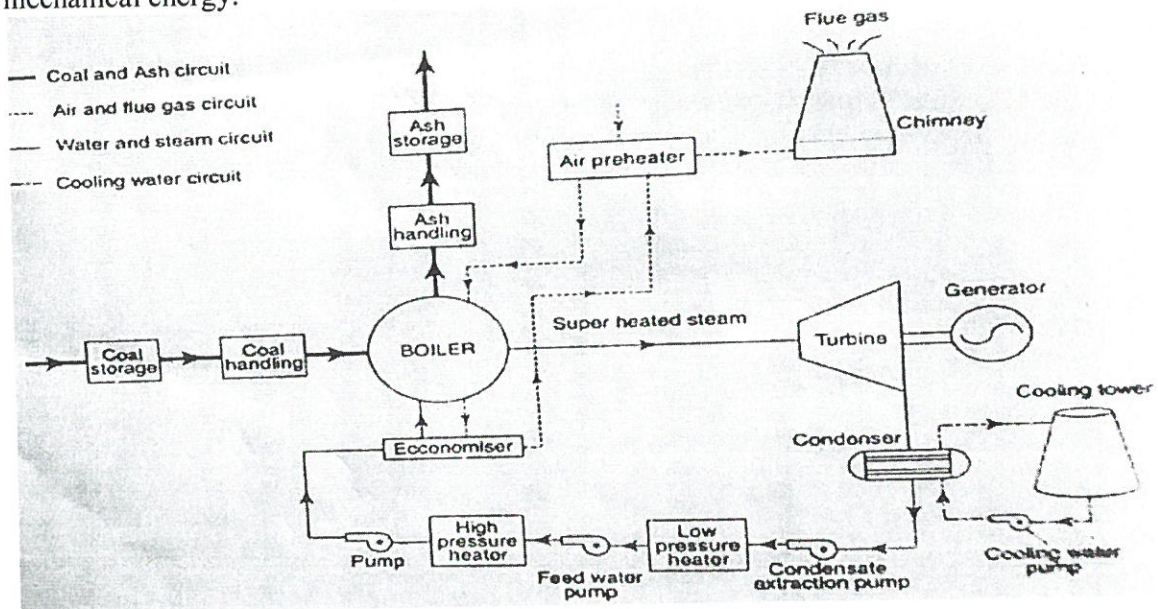 mechanical energy.
Flue gas
Coal and Ash circuit
Air and flue gas circuit
Water and steam circuit
Cooling water circuit
Ash
storage
Air preheater
Chimney
Ash
handling
Coal
storage
Coal
handling
BOILER
Super heated steam
Turbine
Generator
Cooling tower
Condenser
Ecconomiser
High
pressure
heator
Pump
Feed water
pump
Low
pressure
heator
Condensate
extraction pump
Cooling water
pump